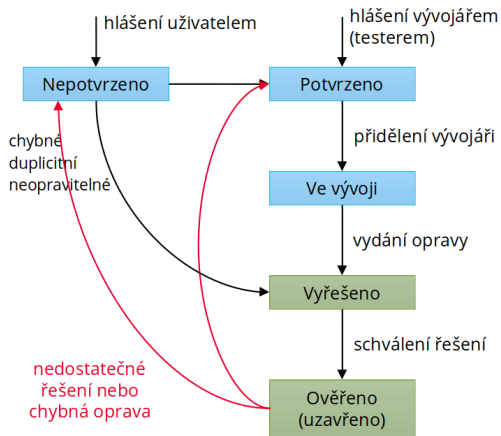 hlášení uživatelem
hlášení vývojářem
(testerem)
Nepotvrzeno
Potvrzeno
chybné
duplicitní
neopravitelné
přidělení vývojáři
Ve vývoji
vydání opravy
Vyřešeno
schválení řešení
nedostatečné
řešení nebo
chybná oprava
Ověřeno
(uzavřeno)